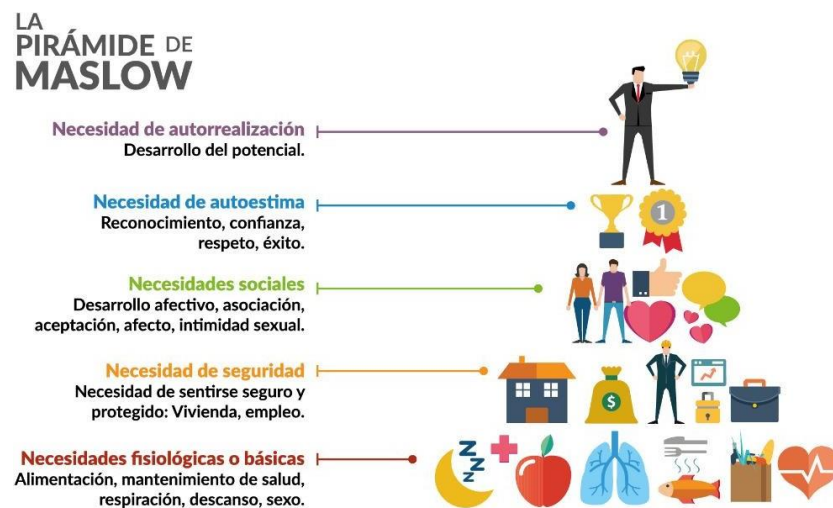 LA
PIRÁMIDE DE
MASLOW
Necesidad de autorrealización
Desarrollo del potencial.
Necesidad de autoestima
Reconocimiento, confianza,
respeto, éxito.
1
Necesidades sociales
Desarrollo afectivo, asociación,
aceptación, afecto, intimidad sexual.
Necesidad de seguridad
Necesidad de sentirse seguro y
protegido: Vivienda, empleo.
$
Necesidades fisiológicas o básicas
Alimentación, mantenimiento de salud,
respiración, descanso, sexo.
Z
Z
Z